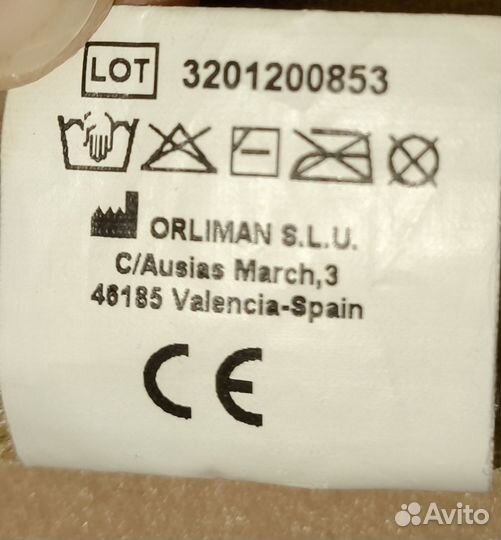 LOT 3201200853
ORLIMAN S.L.U.
C/Ausias March,3
46185 Valencia-Spain
CE
Avito